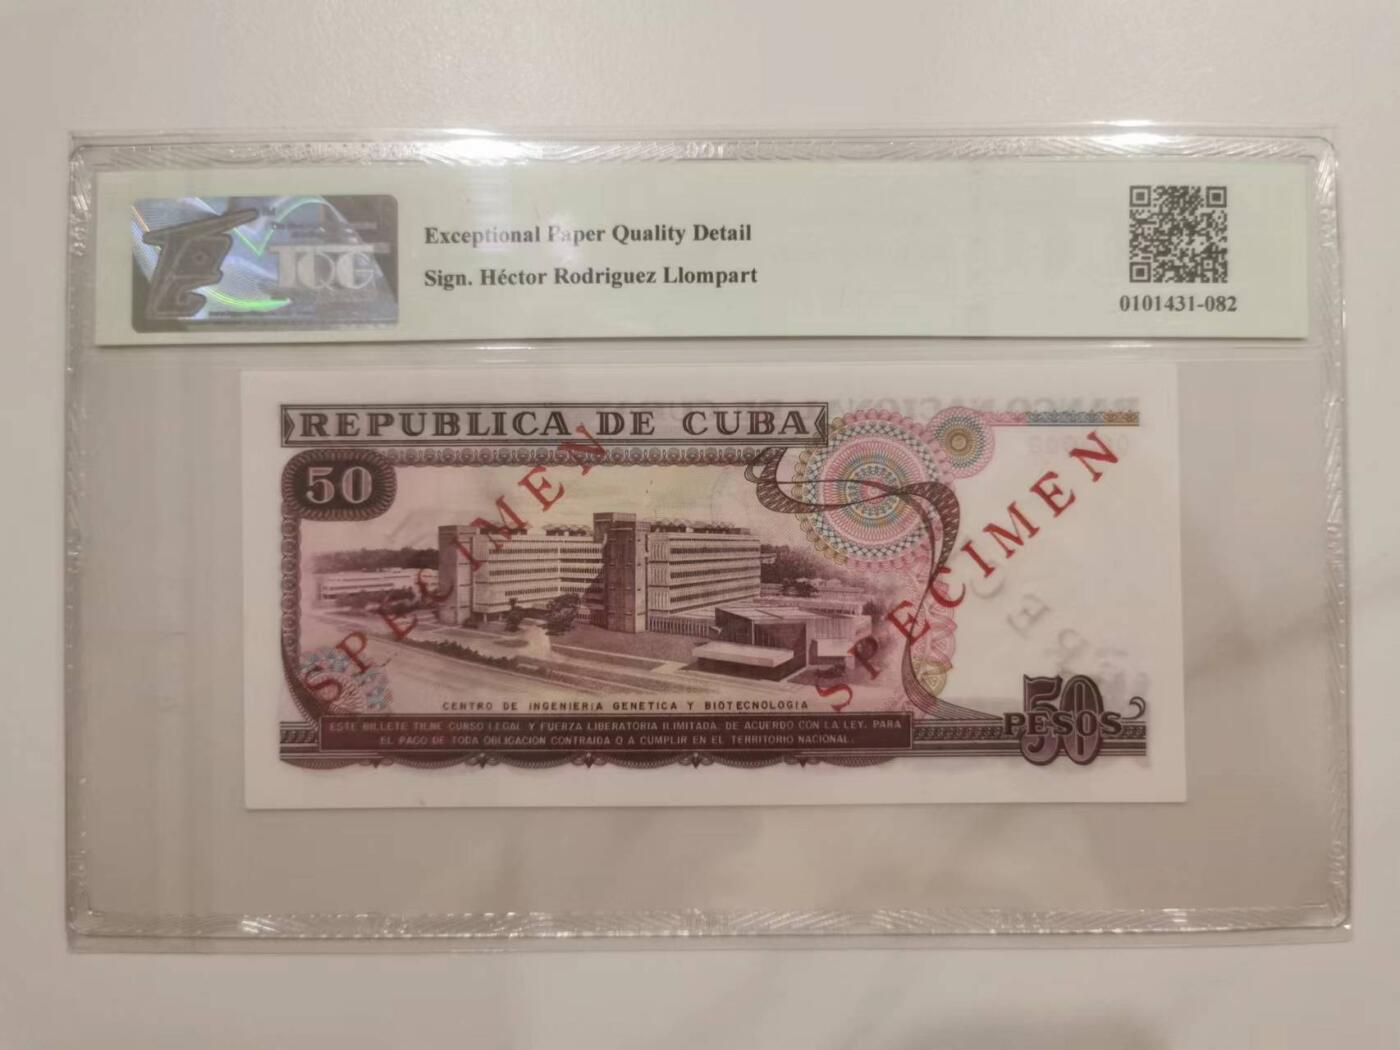 TQG
Exceptional Paper Quality Detail
Sign. Héctor Rodriguez Llompart
0101431-082
REPUBLICA DE CUBA
50
SPECIMEN
SPECIMEN
CENTRO DE INGENIERIA GENETICA Y BIOTECNOLOGIA
ESTE BILLETE TIENE CURSO LEGAL Y FUERZA LIBERATORIA ILIMITADA, DE ACUERDO CON LA LEY, PARA
EL PAGO DE TODA OBLIGACION CONTRAIDA O A CUMPLIR EN EL TERRITORIO NACIONAL.
50
PESOS